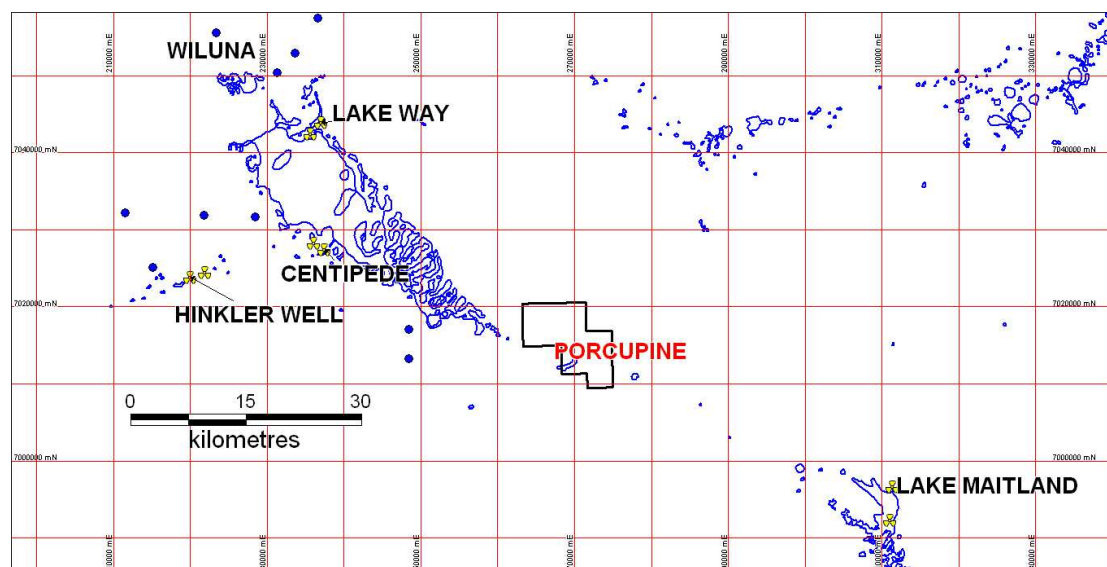 210000 mE
230000 mE
250000 mE
270000 mE
290000 mE
310000 mE
330000 mE
WILUNA
LAKE WAY
7040000 mN
7040000 mN
CENTIPEDE
HINKLER WELL
7020000 mN
7020000 mN
PORCUPINE
0 15 30
kilometres
7000000 mN
7000000 mN
LAKE MAITLAND